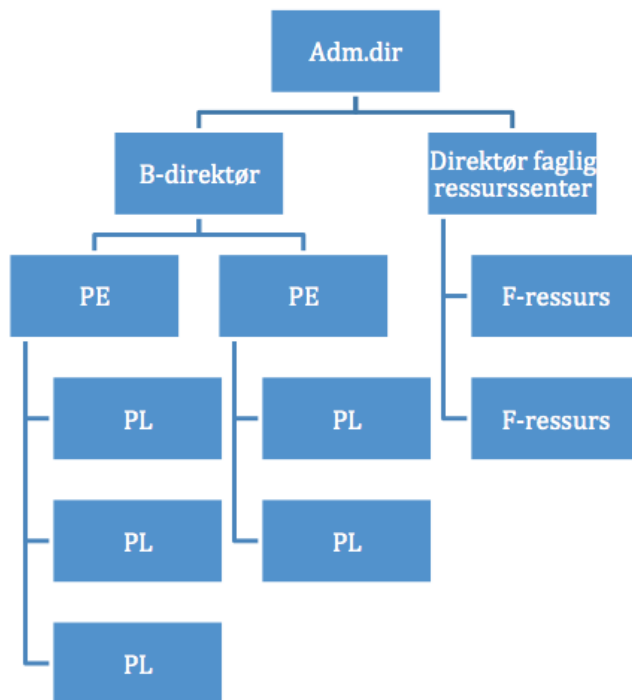 Adm.dir
B-direktør
Direktør faglig
ressurssenter
PE
PE
F-ressurs
PL
PL
F-ressurs
PL
PL
PL